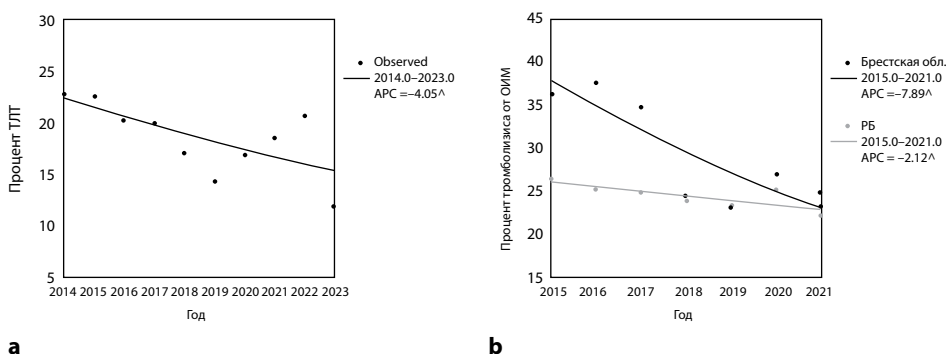 30
25
20
15
10
5
Процент ТЛТ
2014 2015 2016 2017 2018 2019 2020 2021 2022 2023
Год
Observed
2014.0–2023.0
APC =–4.05^
a
45
40
35
30
25
20
15
Процент тромболизиса от ОИМ
2015 2016 2017 2018 2019 2020 2021
Год
Брестская обл.
2015.0–2021.0
APC =–7.89^
РБ
2015.0–2021.0
APC = –2.12^
b